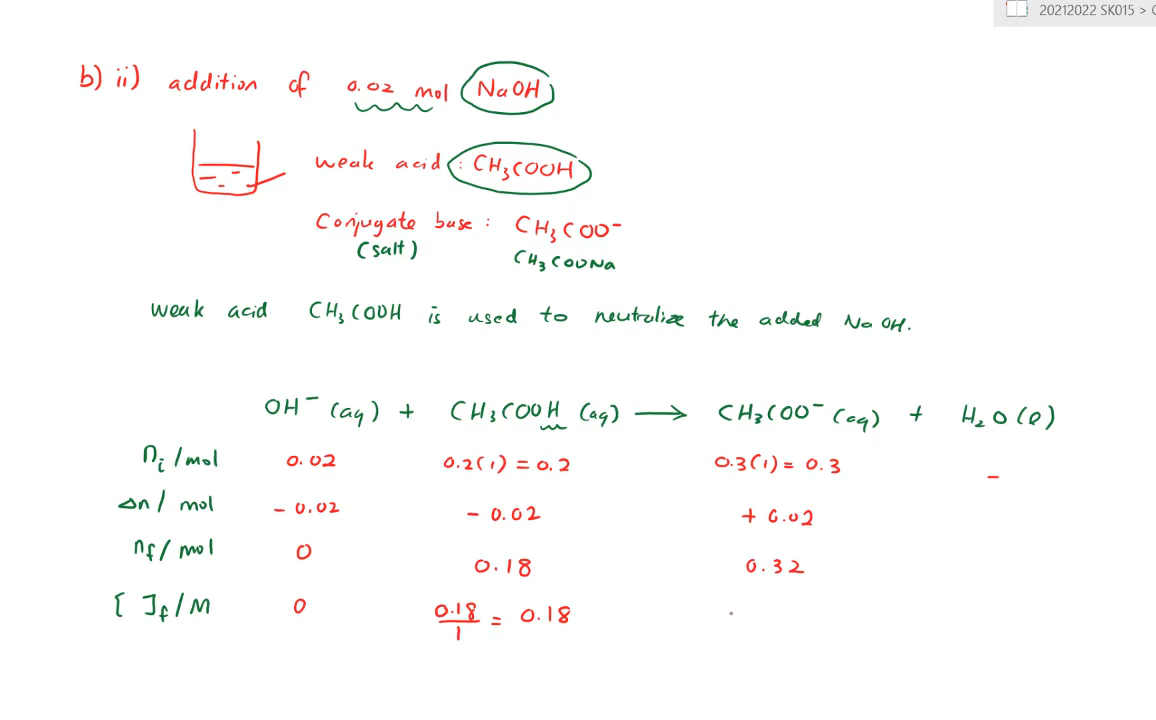 20212022 SK015 >
b) ii) addition of 0.02 mol NaOH
weak acid : CH₃COOH
Conjugate base : CH₃COO⁻
(salt) CH₃COONa
weak acid CH₃COOH is used to neutralize the added NaOH.
OH⁻ (aq) + CH₃COOH (aq) ⟶ CH₃COO⁻ (aq) + H₂O (l)
nᵢ / mol 0.02 0.2(1) = 0.2 0.3(1) = 0.3 –
Δn / mol - 0.02 - 0.02 + 0.02
n_f / mol 0 0.18 0.32
[ ]_f / M 0 0.18/1 = 0.18